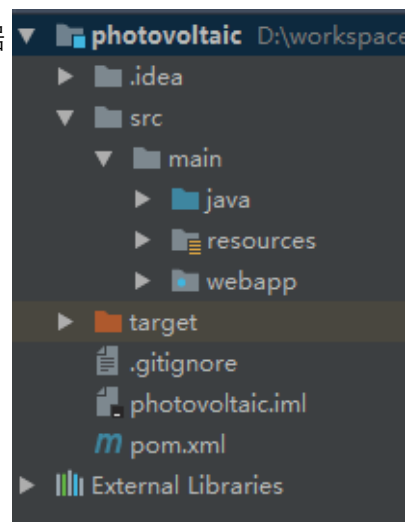 photovoltaic D:\workspace
.idea
src
main
java
resources
webapp
target
.gitignore
photovoltaic.iml
pom.xml
External Libraries